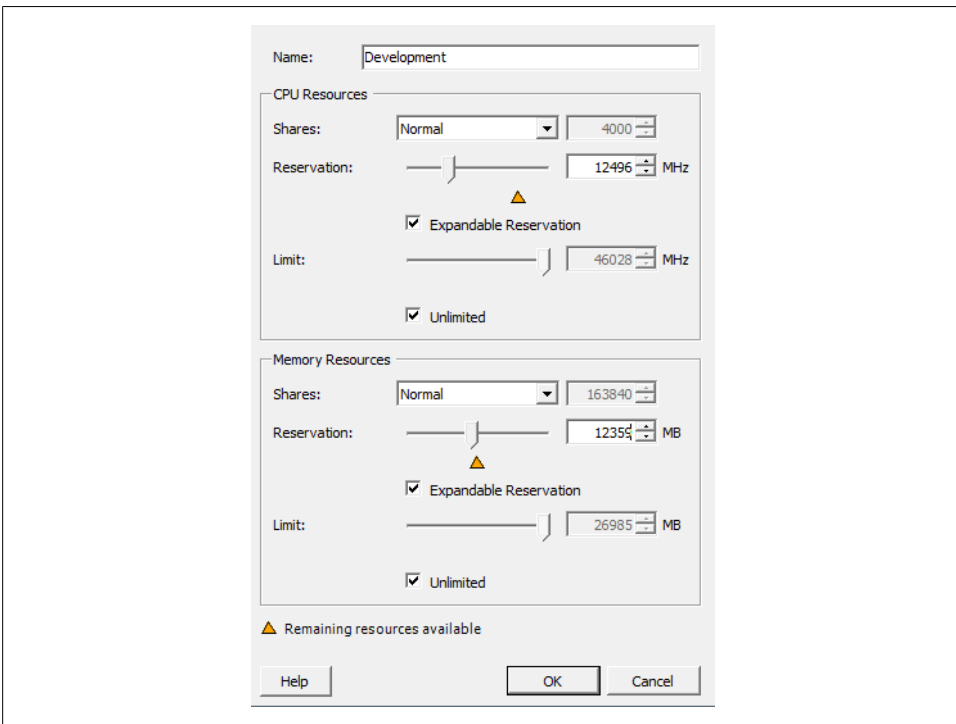 Name: Development
CPU Resources
Shares: Normal 4000
Reservation: 12496 MHz
Expandable Reservation
Limit: 46028 MHz
Unlimited
Memory Resources
Shares: Normal 163840
Reservation: 12359 MB
Expandable Reservation
Limit: 26985 MB
Unlimited
Remaining resources available
Help OK Cancel